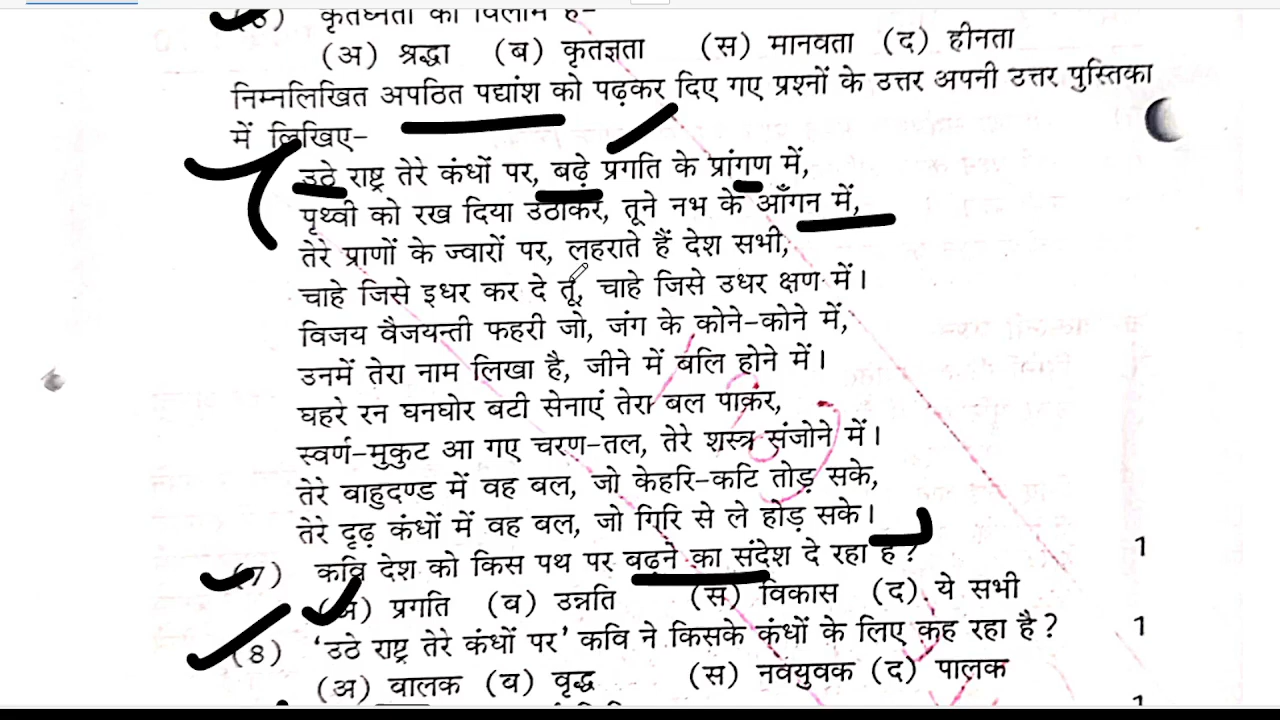 6) कृतघ्नता का विलोम है-
(अ) श्रद्धा (ब) कृतज्ञता (स) मानवता (द) हीनता
निम्नलिखित अपठित पद्यांश को पढ़कर दिए गए प्रश्नों के उत्तर अपनी उत्तर पुस्तिका
में लिखिए-
उठे राष्ट्र तेरे कंधों पर, बढ़े प्रगति के प्रांगण में,
पृथ्वी को रख दिया उठाकर, तूने नभ के आँगन में,
तेरे प्राणों के ज्वारों पर, लहराते हैं देश सभी,
चाहे जिसे इधर कर दे तू, चाहे जिसे उधर क्षण में।
विजय वैजयन्ती फहरी जो, जंग के कोने-कोने में,
उनमें तेरा नाम लिखा है, जीने में बलि होने में।
घहरे रन घनघोर बटी सेनाएं तेरा बल पाकर,
स्वर्ण-मुकुट आ गए चरण-तल, तेरे शस्त्र संजोने में।
तेरे वाहुदण्ड में वह बल, जो केहरि-कटि तोड़ सके,
तेरे दृढ़ कंधों में वह बल, जो गिरि से ले होड़ सके।
7) कवि देश को किस पथ पर बढ़ने का संदेश दे रहा है? 1
(अ) प्रगति (ब) उन्नति (स) विकास (द) ये सभी
(8) 'उठे राष्ट्र तेरे कंधों पर' कवि ने किसके कंधों के लिए कह रहा है? 1
(अ) वालक (व) वृद्ध (स) नवयुवक (द) पालक